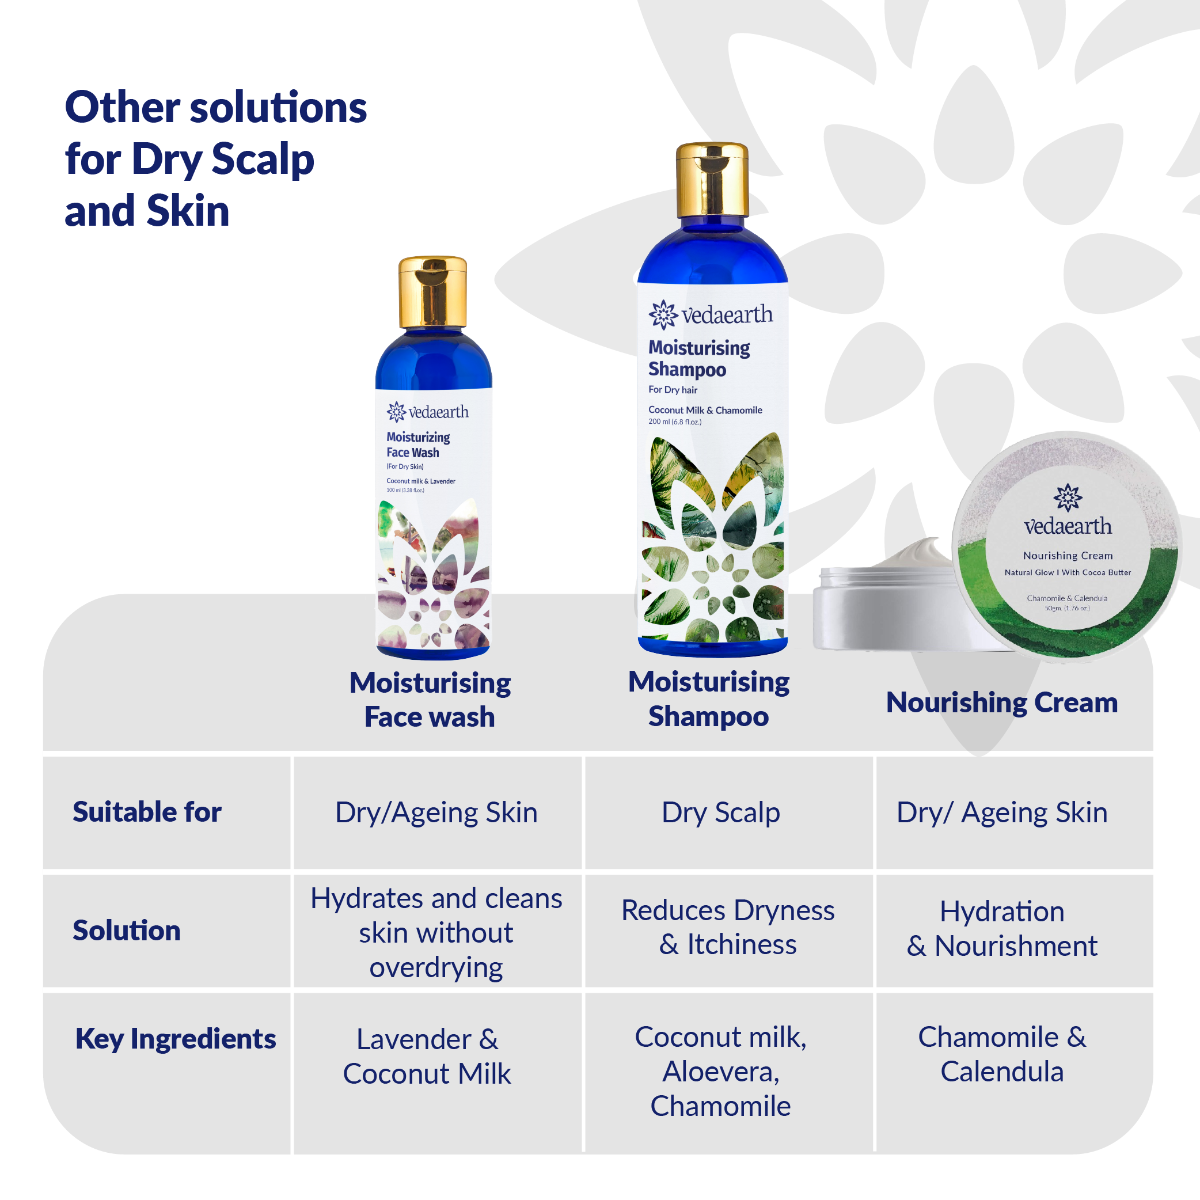 Other solutions
for Dry Scalp
and Skin
vedaearth
Moisturizing
Face Wash
(For Dry Skin)
Coconut milk & Lavender
vedaearth
Moisturising
Shampoo
For Dry hair
Coconut Milk & Chamomile
200 ml (6.8 fl.oz.)
vedaearth
Nourishing Cream
Natural Glow I With Cocoa Butter
Chamomile & Calendula
50gm. (1.76 oz.)
Moisturising
Face wash
Moisturising
Shampoo
Nourishing Cream
Suitable for
Dry/Ageing Skin
Dry Scalp
Dry/ Ageing Skin
Solution
Hydrates and cleans
skin without
overdrying
Reduces Dryness
& Itchiness
Hydration
& Nourishment
Key Ingredients
Lavender &
Coconut Milk
Coconut milk,
Aloevera,
Chamomile
Chamomile &
Calendula